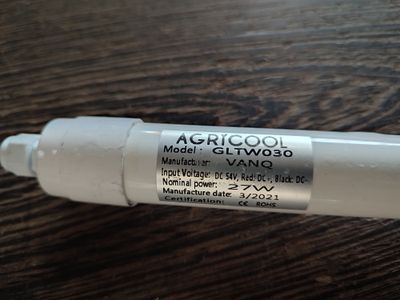 AGRICOOL
Model: GLTW030
Manufacturer: VANQ
Input Voltage: DC 54V, Red: DC+, Black: DC-
Nominal power: 27W
Manufacture date: 3/2021
Certification: CE ROHS